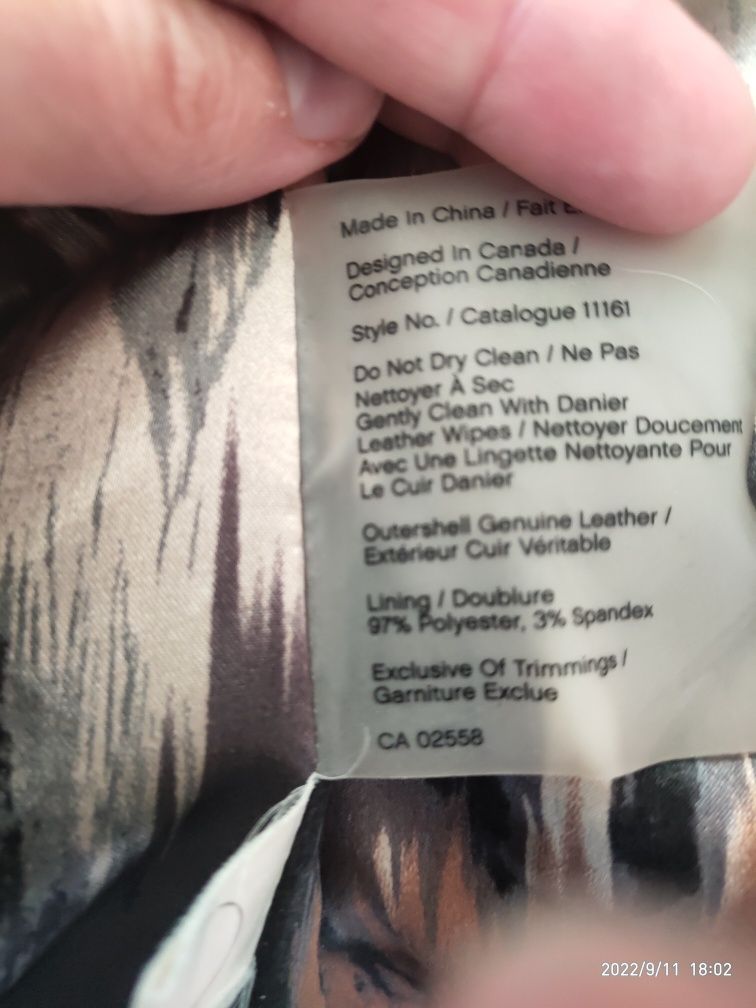 Made In China / Fait
Designed In Canada /
Conception Canadienne
Style No. / Catalogue 11161
Do Not Dry Clean / Ne Pas
Nettoyer À Sec
Gently Clean With Danier
Leather Wipes / Nettoyer Doucement
Avec Une Lingette Nettoyante Pour
Le Cuir Danier
Outershell Genuine Leather /
Extérieur Cuir Véritable
Lining / Doublure
97% Polyester, 3% Spandex
Exclusive Of Trimmings /
Garniture Exclue
CA 02558
2022/9/11 18:02